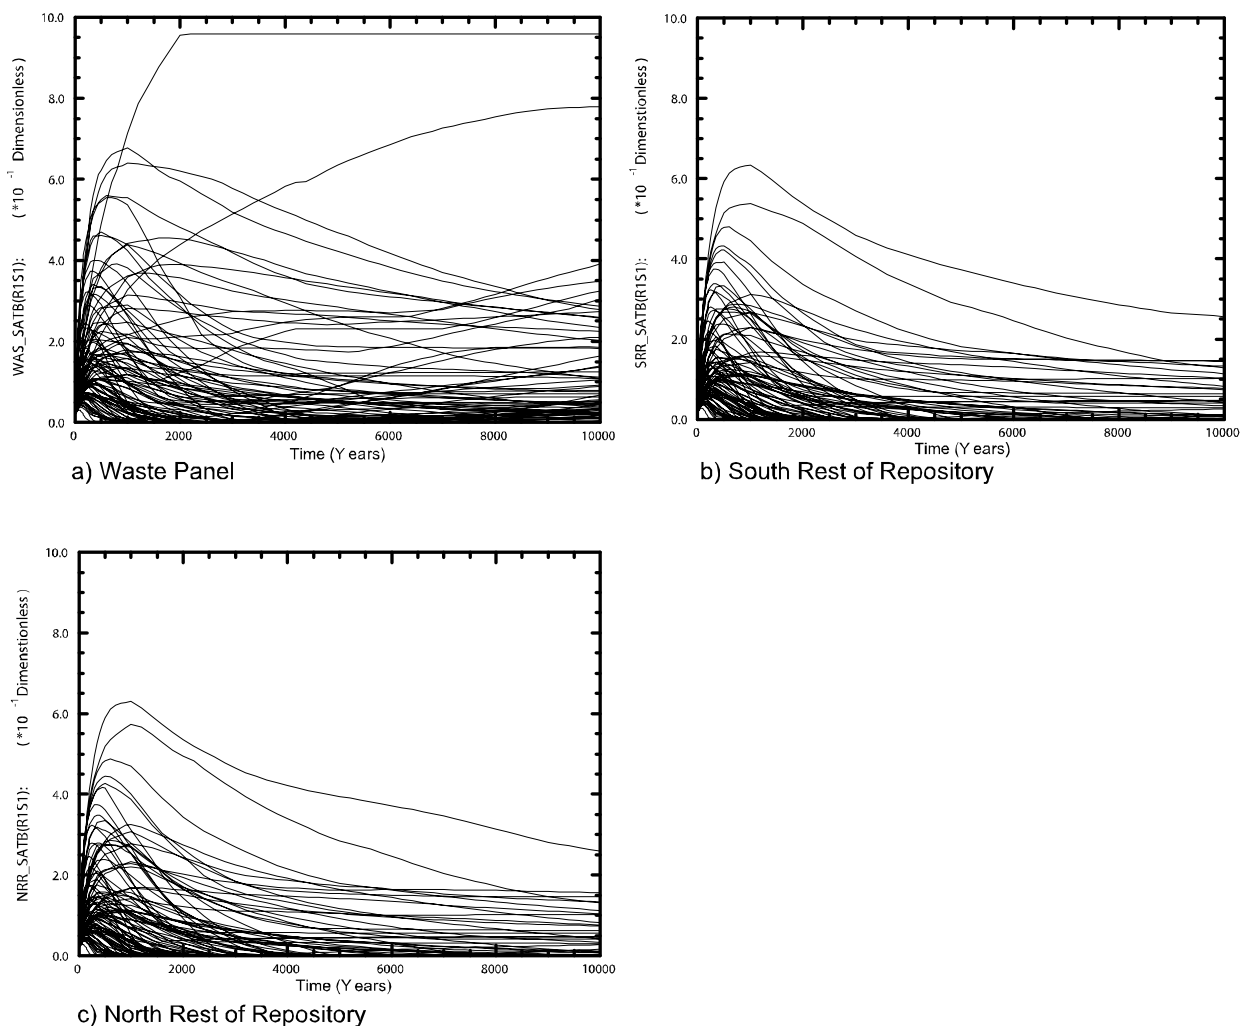 10.0
8.0
6.0
4.0
2.0
0.0
WAS_SATB(R1S1): (*10 -1 Dimensionless )
0 2000 4000 6000 8000 10000
Time (Y ears)
a) Waste Panel
10.0
8.0
6.0
4.0
2.0
0.0
SRR_SATB(R1S1): (*10 -1 Dimenstionless)
0 2000 4000 6000 8000 10000
Time (Y ears)
b) South Rest of Repository
10.0
8.0
6.0
4.0
2.0
0.0
NRR_SATB(R1S1): (*10 -1 Dimenstionless )
0 2000 4000 6000 8000 10000
Time (Y ears)
c) North Rest of Repository